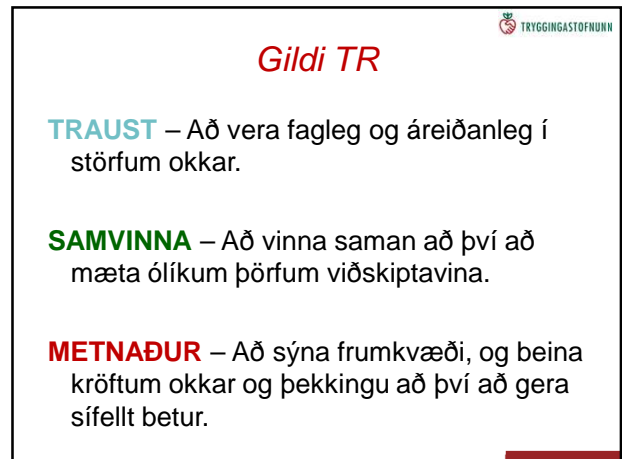 TRYGGINGASTOFNUNN
Gildi TR
TRAUST – Að vera fagleg og áreiðanleg í
störfum okkar.
SAMVINNA – Að vinna saman að því að
mæta ólíkum þörfum viðskiptavina.
METNAÐUR – Að sýna frumkvæði, og beina
kröftum okkar og þekkingu að því að gera
sífellt betur.